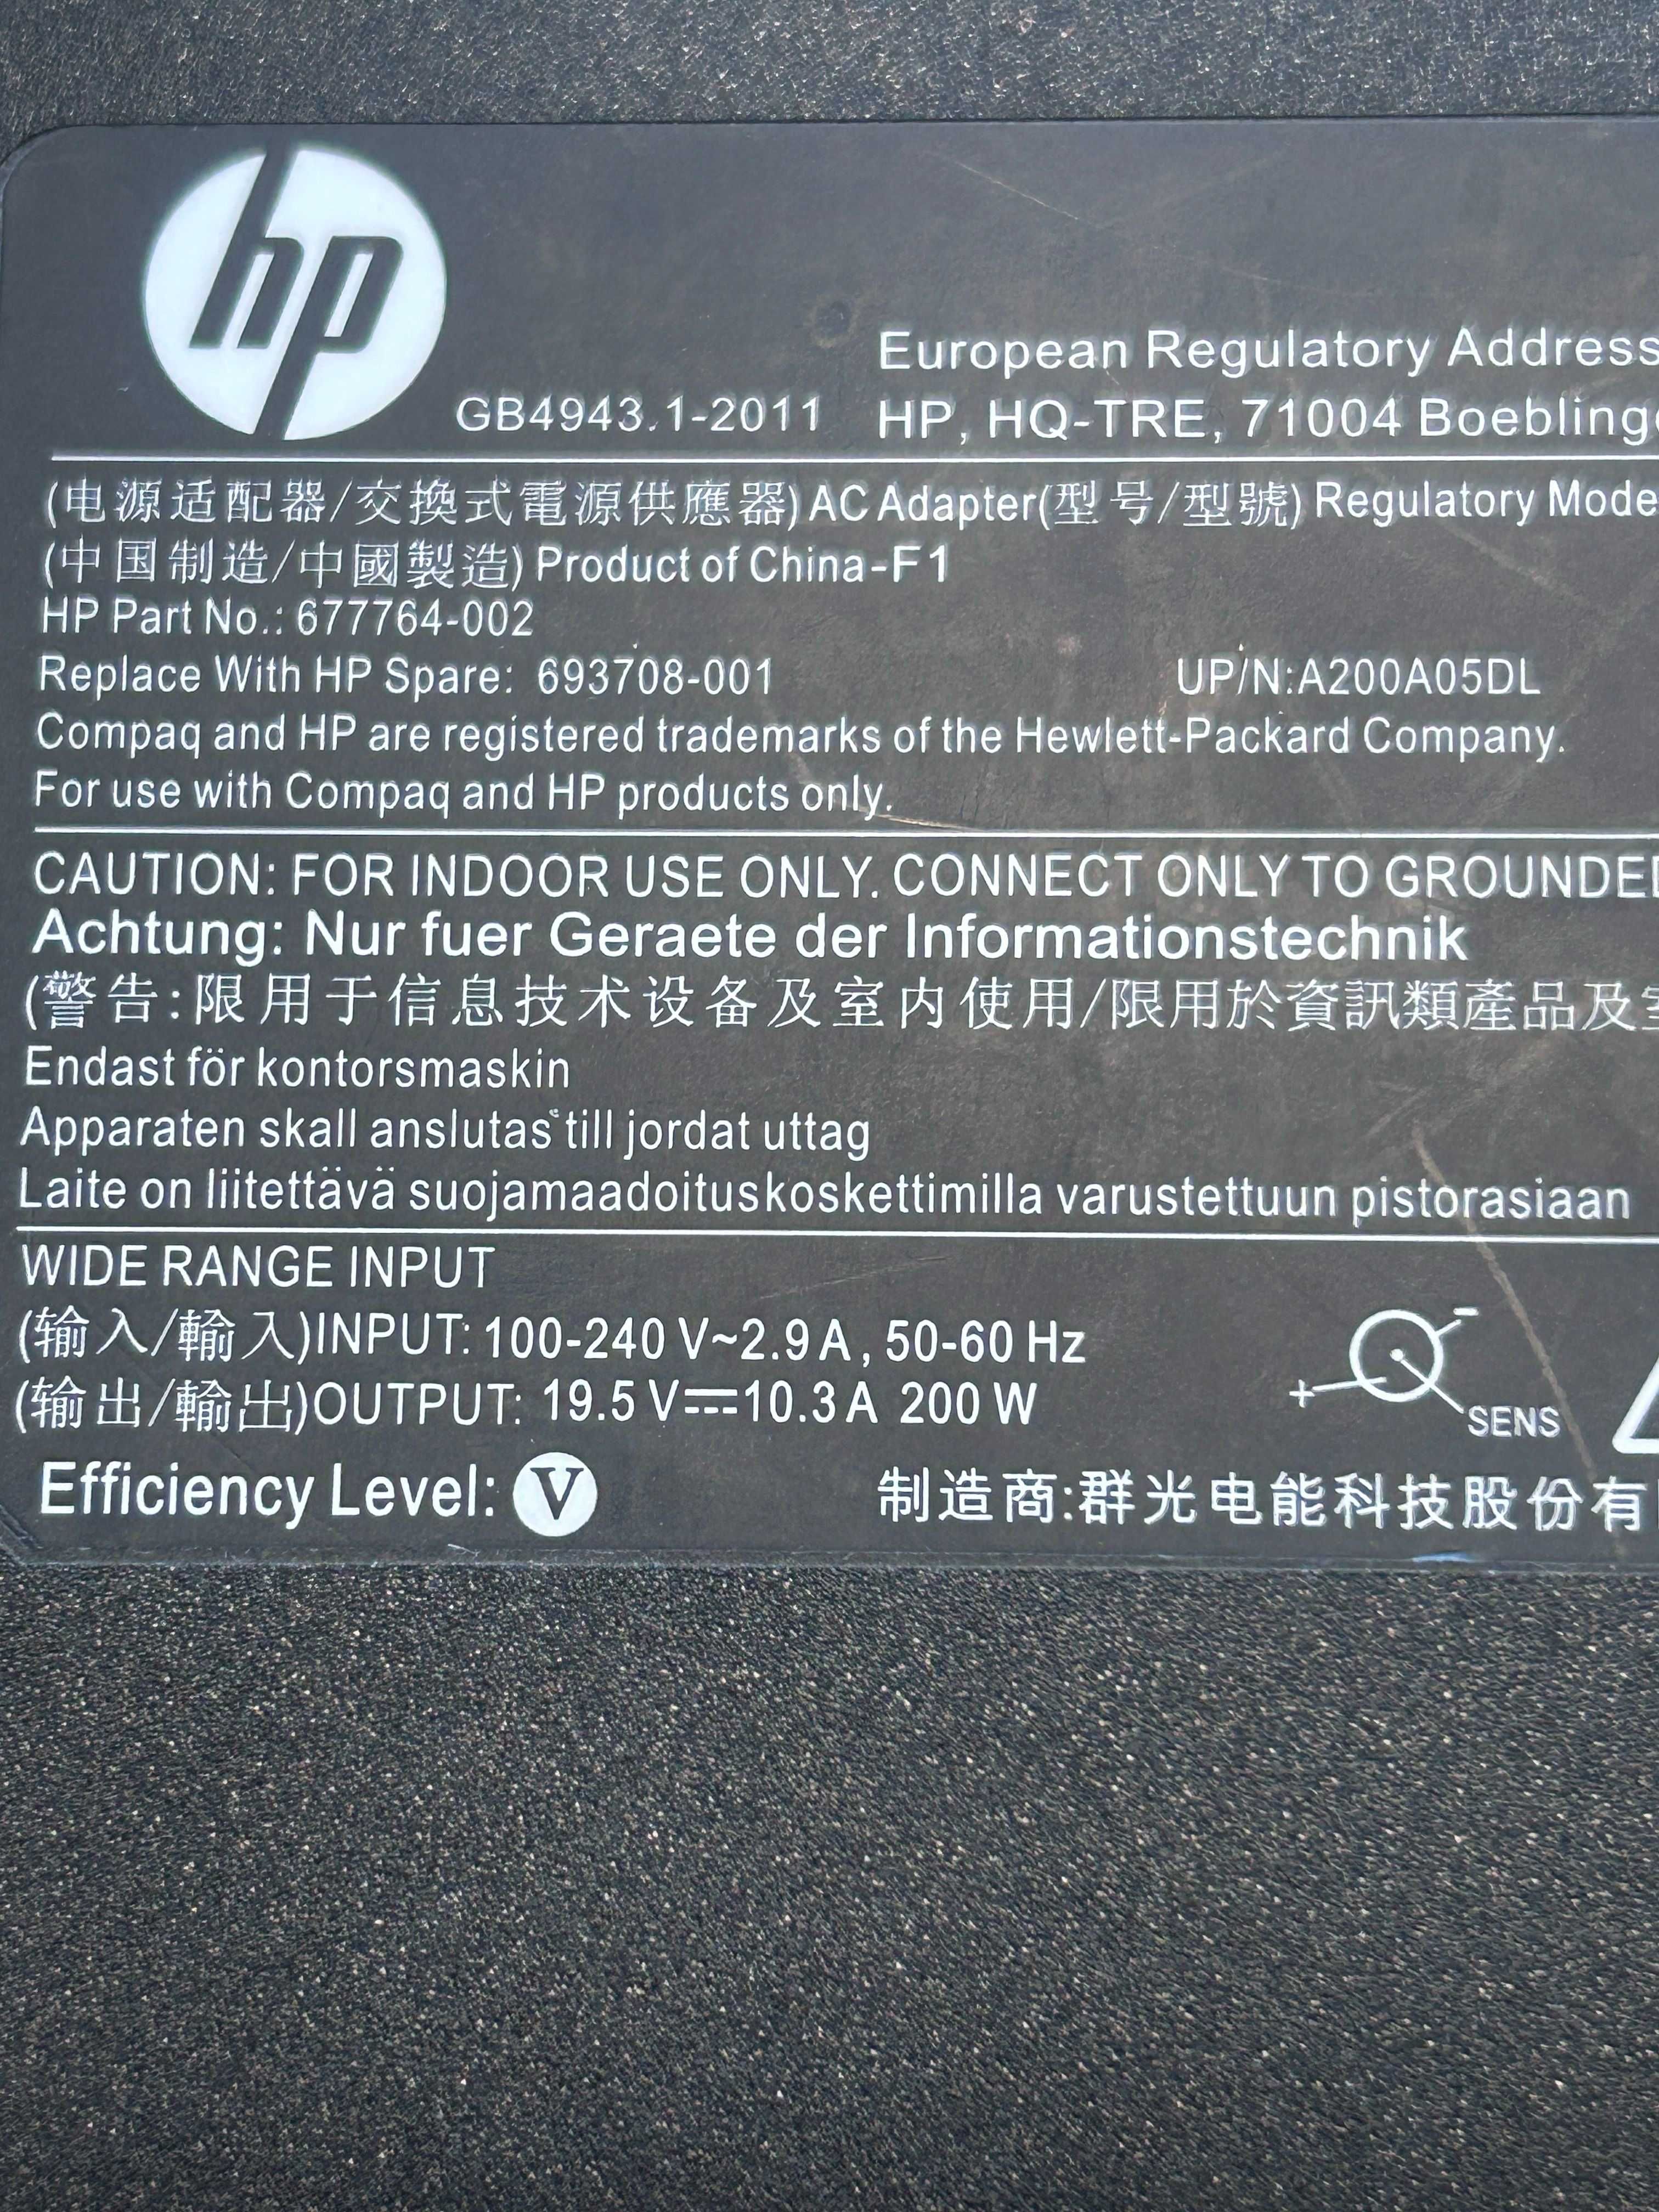 hp
GB4943.1-2011
European Regulatory Address
HP, HQ-TRE, 71004
(电源适配器/交換式電源供應器) AC Adapter(型号/型號) Regulatory
(中国制造/中國製造) Product of China-F1
HP Part No.: 677764-002
Replace With HP Spare: 693708-001 UP/N:A200A05DL
Compaq and HP are registered trademarks of the Hewlett-Packard Company.
For use with Compaq and HP products only.
CAUTION: FOR INDOOR USE ONLY. CONNECT ONLY TO GROUNDED
Achtung: Nur fuer Geraete der Informationstechnik
(警告:限用于信息技术设备及室内使用/限用於資訊類產品及
Endast för kontorsmaskin
Apparaten skall anslutas till jordat uttag
Laite on liitettävä suojamaadoituskoskettimilla varustettuun pistorasiaan
WIDE RANGE INPUT
(输入/輸入)INPUT: 100-240 V~2.9 A, 50-60 Hz
(输出/輸出)OUTPUT: 19.5 V⎓10.3 A 200 W
+ - SENS
Efficiency Level: V
制造商:群光电能科技股份有